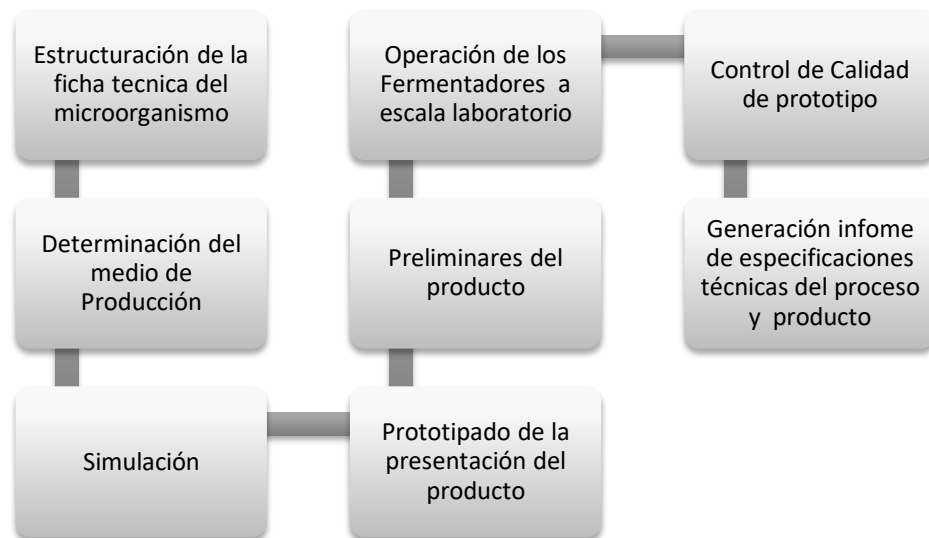 Estructuración de la
ficha tecnica del
microorganismo
Determinación del
medio de
Producción
Simulación
Prototipado de la
presentación del
producto
Preliminares del
producto
Operación de los
Fermentadores a
escala laboratorio
Control de Calidad
de prototipo
Generación infome
de especificaciones
técnicas del proceso
y producto